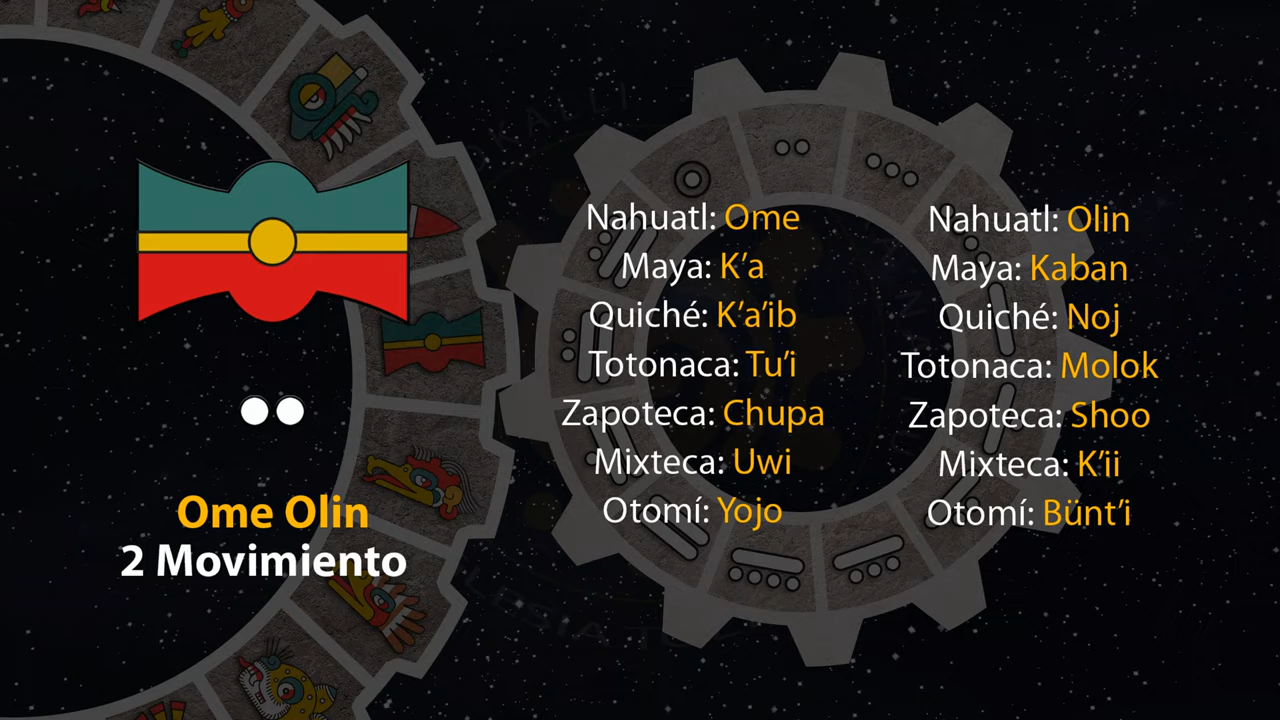 Ome Olin
2 Movimiento
Nahuatl: Ome
Maya: K’a
Quiché: K’a’ib
Totonaca: Tu’i
Zapoteca: Chupa
Mixteca: Uwi
Otomí: Yojo
Nahuatl: Olin
Maya: Kaban
Quiché: Noj
Totonaca: Molok
Zapoteca: Shoo
Mixteca: K’ii
Otomí: Bünt’i